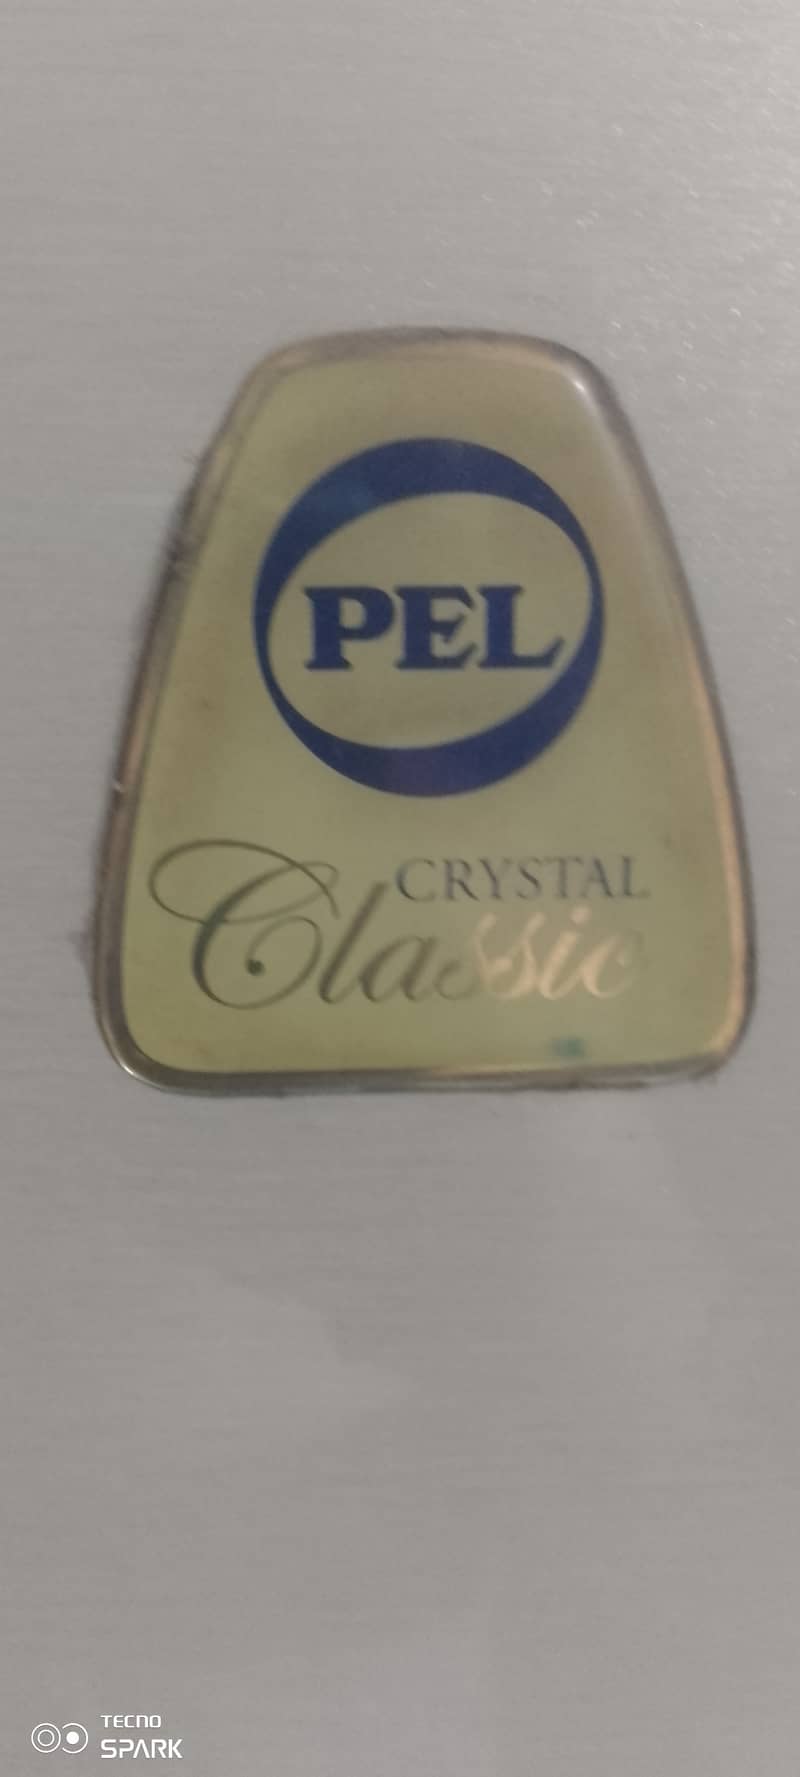 PEL
CRYSTAL
Classic
TECNO
SPARK